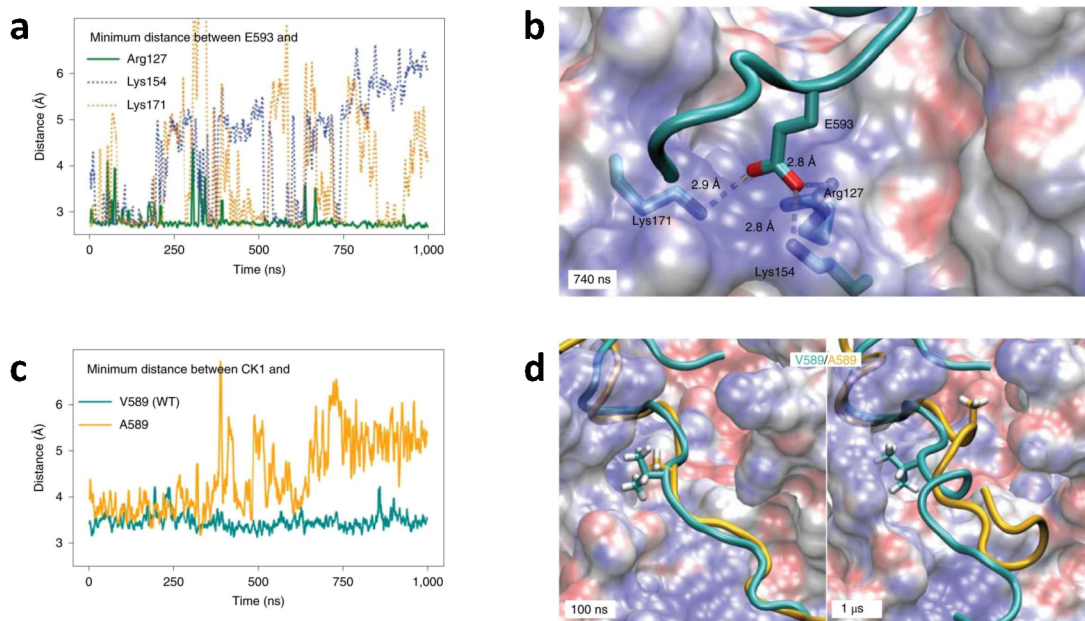 a
Minimum distance between E593 and
Arg127
Lys154
Lys171
6
5
4
3
Distance (Å)
0
250
500
750
1,000
Time (ns)
b
E593
2.8 Å
2.9 Å
Arg127
Lys171
2.8 Å
Lys154
740 ns
c
Minimum distance between CK1 and
V589 (WT)
A589
6
5
4
3
Distance (Å)
0
250
500
750
1,000
Time (ns)
d
V589/A589
100 ns
1 μs